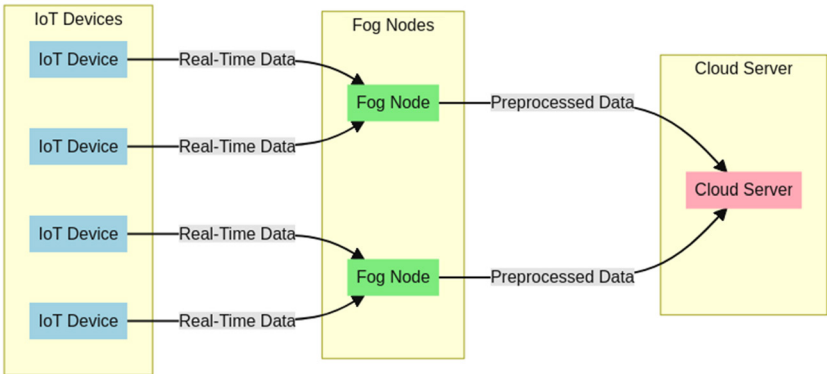 IoT Devices
IoT Device
IoT Device
IoT Device
IoT Device
Real-Time Data
Real-Time Data
Real-Time Data
Real-Time Data
Fog Nodes
Fog Node
Fog Node
Preprocessed Data
Preprocessed Data
Cloud Server
Cloud Server